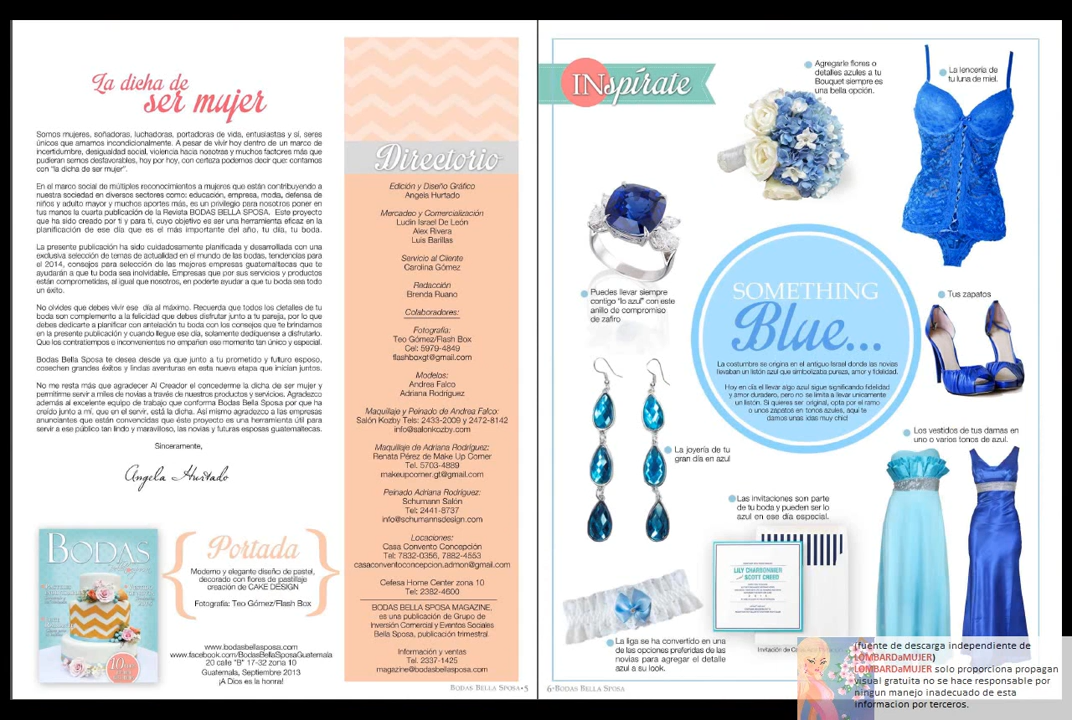 La dicha de
ser mujer
Somos mujeres, soñadoras, luchadoras, portadoras de vida, entusiastas y sí, seres
únicos que amamos incondicionalmente. A pesar de vivir hoy dentro de un marco de
incertidumbre, desigualdad social, violencia hacia nosotras y muchos factores más que
pudieran sernos desfavorables, hoy por hoy, con certeza podemos decir que: contamos
con "la dicha de ser mujer".
En el marco social de múltiples reconocimientos a mujeres que están contribuyendo a
nuestra sociedad en diversos sectores como: educación, empresa, moda, defensa de
niños y adulto mayor y muchos aportes más, es un privilegio para nosotras poner en
tus manos la cuarta publicación de la Revista BODAS BELLA SPOSA. Este proyecto
que ha sido creado por ti y para ti, cuyo objetivo es ser una herramienta eficaz en la
planificación de ese día que es el más importante del año, tu día, tu boda.
La presente publicación ha sido cuidadosamente planificada y desarrollada con una
exclusiva selección de temas de actualidad en el mundo de las bodas, tendencias para
el 2014, consejos para selección de las mejores empresas guatemaltecas que te
ayudarán a que tu boda sea inolvidable. Empresas que por sus servicios y productos
están comprometidas, al igual que nosotros, en poderte ayudar a que tu boda sea todo
un éxito.
No olvides que debes vivir ese día al máximo. Recuerda que todos los detalles de tu
boda son complemento a la felicidad que debes disfrutar junto a tu pareja, por lo que
debes dedicarte a planificar con antelación tu boda con los consejos que te brindamos
en la presente publicación y cuando llegue ese día, solamente dedíquense a disfrutarlo.
Que los contratiempos e inconvenientes no empañen ese momento tan único y especial.
Bodas Bella Sposa te desea desde ya que junto a tu prometido y futuro esposo,
cosechen grandes éxitos y lindas aventuras en esta nueva etapa que inician juntos.
No me resta más que agradecer Al Creador el concederme la dicha de ser mujer y
permitirme servir a miles de novias a través de nuestros productos y servicios. Agradezco
además al excelente equipo de trabajo que conforma Bodas Bella Sposa por que ha
creído junto a mí, que en el servir, está la dicha. Así mismo agradezco a las empresas
anunciantes que están convencidas que éste proyecto es una herramienta útil para
servir a ese público tan lindo y maravilloso, las novias y futuras esposas guatemaltecas.
Sinceramente,
Angela Hurtado
BODAS
Portada
Moderno y elegante diseño de pastel,
decorado con flores de pastillaje
creación de CAKE DESIGN
Fotografía: Teo Gómez/Flash Box
www.bodasbellasposa.com
www.facebook.com/BodasBellaSposaGuatemala
20 calle "B" 17-32 zona 10
Guatemala, Septiembre 2013
¡A Dios es la honra!
Directorio
Edición y Diseño Gráfico
Angela Hurtado
Mercadeo y Comercialización
Ludin Isrrael De León
Alex Rivera
Luis Barillas
Servicio al Cliente
Carolina Gómez
Redacción
Brenda Ruano
Colaboradores:
Fotografía:
Teo Gómez/Flash Box
Cel: 5979-4849
flashboxgt@gmail.com
Modelos:
Andrea Falco
Adriana Rodríguez
Maquillaje y Peinado de Andrea Falco:
Salón Kozby Tels: 2433-2009 y 2472-8142
info@salonkozby.com
Maquillaje de Adriana Rodríguez:
Renata Pérez de Make Up Corner
Tel. 5703-4889
makeupcorner.gt@gmail.com
Peinado Adriana Rodríguez:
Schumann Salón
Tel: 2441-8737
info@schumannsdesign.com
Locaciones:
Casa Convento Concepción
Tel: 7832-0356, 7882-4553
casaconventoconcepcion.admon@gmail.com
Cefesa Home Center zona 10
Tel: 2382-4600
BODAS BELLA SPOSA MAGAZINE,
es una publicación de Grupo de
Inversión Comercial y Eventos Sociales
Bella Sposa, publicación trimestral.
Información y ventas
Tel. 2337-1425
magazine@bodasbellasposa.com
BODAS BELLA SPOSA•5
INspírate
Agregarle flores o
detalles azules a tu
Bouquet siempre es
una bella opción.
La lencería de
tu luna de miel.
Puedes llevar siempre
contigo "lo azul" con este
anillo de compromiso
de zafiro
SOMETHING
Blue...
La costumbre se origina en el antiguo Israel donde las novias
llevaban un listón azul que simbolizaba pureza, amor y fidelidad.
Hoy en día el llevar algo azul sigue significando fidelidad
y amor duradero, pero no se limita a llevar únicamente
un listón. Si quieres ser original, opta por el ramo
o unos zapatos en tonos azules, aquí te
damos unas idas muy chic!
Tus zapatos
Los vestidos de tus damas en
uno o varios tonos de azul.
La joyería de tu
gran día en azul
Las invitaciones son parte
de tu boda y pueden ser lo
azul en ese día especial.
LILY CHARBONIER
SCOTT CREED
La liga se ha convertido en una
de las opciones preferidas de las
novias para agregar el detalle
azul a su look.
Invitación de
6•BODAS BELLA SPOSA
(fuente de descarga independiente de
LOMBARDaMUJER)
LOMBARDaMUJER solo proporciona propagan
visual gratuita no se hace responsable por
ningun manejo inadecuado de esta
informacion por terceros.